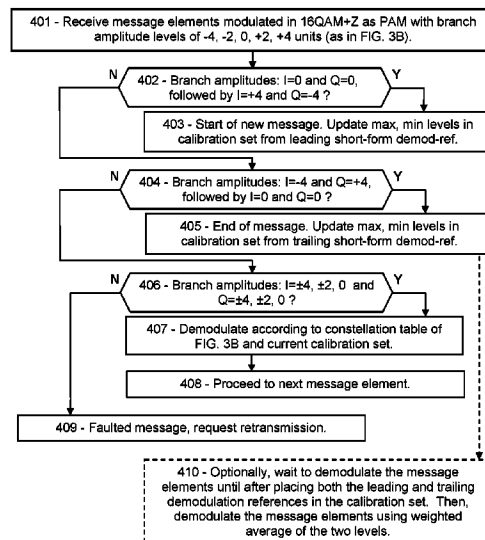 401 - Receive message elements modulated in 16QAM+Z as PAM with branch
amplitude levels of -4, -2, 0, +2, +4 units (as in FIG. 3B).
N
402 - Branch amplitudes: I=0 and Q=0,
followed by I=+4 and Q=-4 ?
Y
403 - Start of new message. Update max, min levels in
calibration set from leading short-form demod-ref.
N
404 - Branch amplitudes: I=-4 and Q=+4,
followed by I=0 and Q=0 ?
Y
405 - End of message. Update max, min levels in
calibration set from trailing short-form demod-ref.
N
406 - Branch amplitudes: I=±4, ±2, 0 and
Q=±4, ±2, 0 ?
Y
407 - Demodulate according to constellation table of
FIG. 3B and current calibration set.
408 - Proceed to next message element.
409 - Faulted message, request retransmission.
410 - Optionally, wait to demodulate the message
elements until after placing both the leading and trailing
demodulation references in the calibration set. Then,
demodulate the message elements using weighted
average of the two levels.